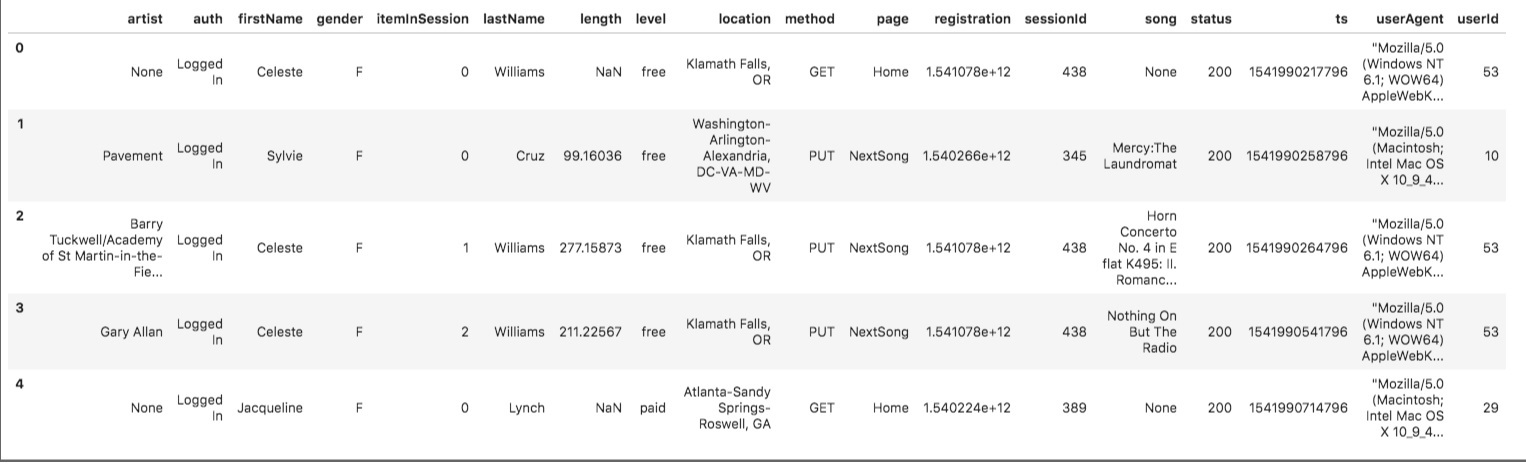 artist auth firstName gender itemInSession lastName length level location method page registration sessionId song status ts userAgent userId
0 None Logged In Celeste F 0 Williams NaN free Klamath Falls, OR GET Home 1.541078e+12 438 None 200 1541990217796 "Mozilla/5.0 (Windows NT 6.1; WOW64) AppleWebK... 53
1 Pavement Logged In Sylvie F 0 Cruz 99.16036 free Washington-Arlington-Alexandria, DC-VA-MD-WV PUT NextSong 1.540266e+12 345 Mercy:The Laundromat 200 1541990258796 "Mozilla/5.0 (Macintosh; Intel Mac OS X 10_9_4... 10
2 Barry Tuckwell/Academy of St Martin-in-the-Fie... Logged In Celeste F 1 Williams 277.15873 free Klamath Falls, OR PUT NextSong 1.541078e+12 438 Horn Concerto No. 4 in E flat K495: II. Romanc... 200 1541990264796 "Mozilla/5.0 (Windows NT 6.1; WOW64) AppleWebK... 53
3 Gary Allan Logged In Celeste F 2 Williams 211.22567 free Klamath Falls, OR PUT NextSong 1.541078e+12 438 Nothing On But The Radio 200 1541990541796 "Mozilla/5.0 (Windows NT 6.1; WOW64) AppleWebK... 53
4 None Logged In Jacqueline F 0 Lynch NaN paid Atlanta-Sandy Springs-Roswell, GA GET Home 1.540224e+12 389 None 200 1541990714796 "Mozilla/5.0 (Macintosh; Intel Mac OS X 10_9_4... 29